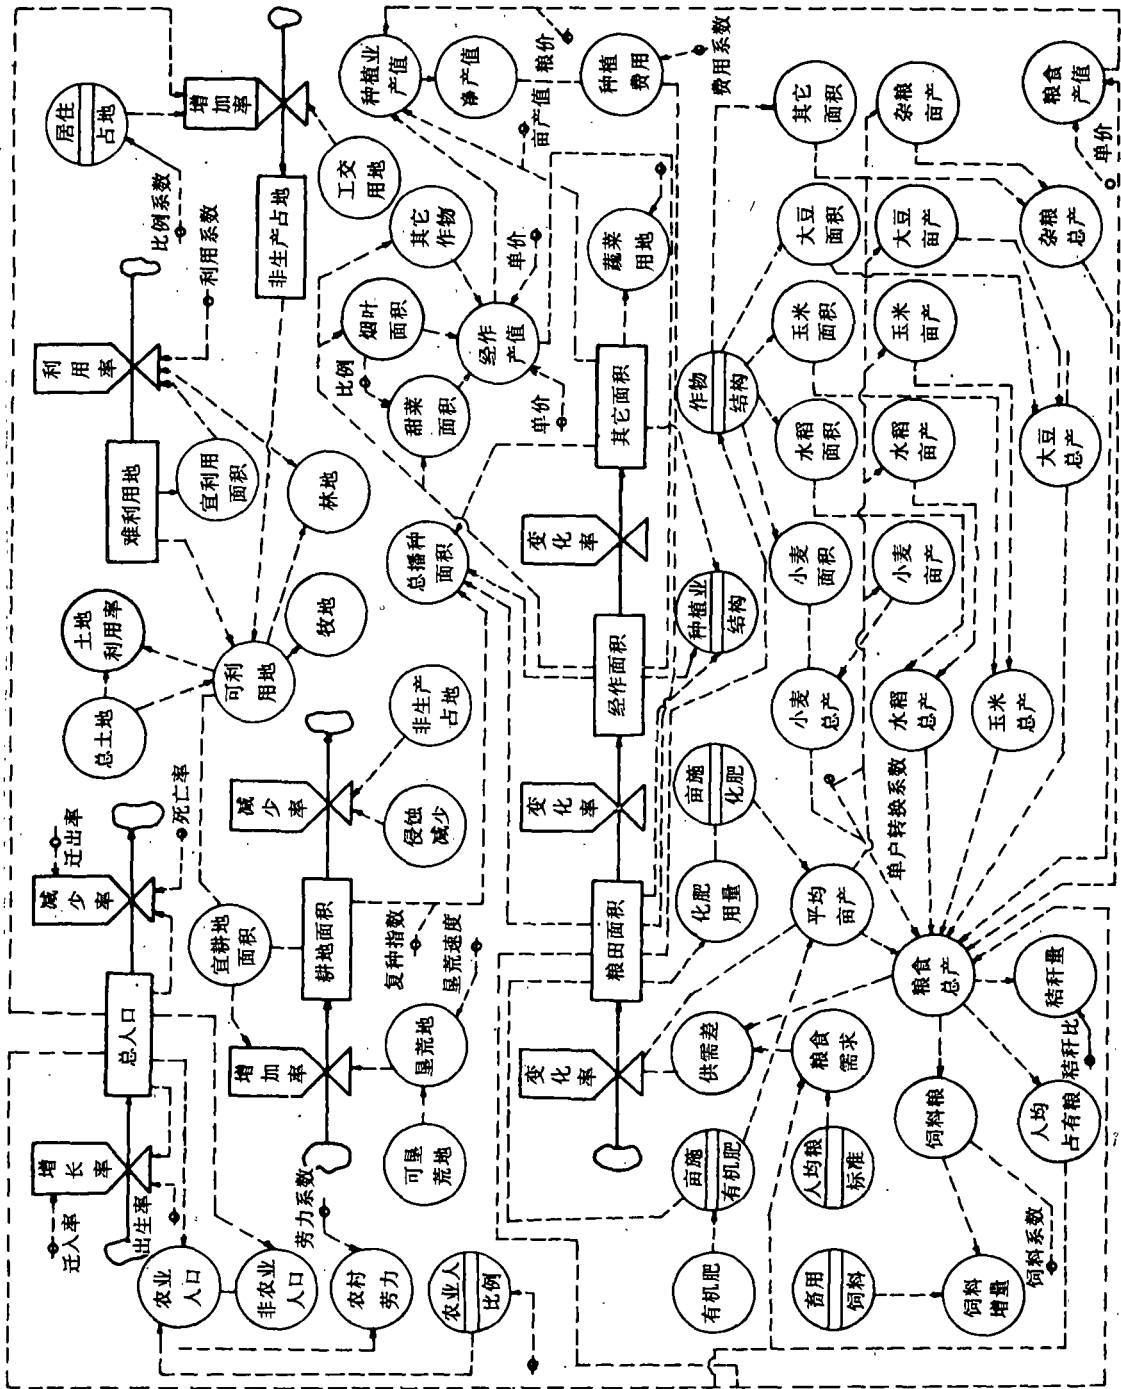 迁入率
增长率
出生率
总人口
减少率
迁出率
死亡率
农业人口
非农业人口
农村劳力
劳力系数
农业人比例
总土地
土地利用率
可利用地
牧地
林地
难利用地
宜利用面积
利用率
利用系数
比例系数
居住占地
增加率
工交用地
非生产占地
可垦荒地
垦荒地
垦荒速度
增加率
宜耕地面积
耕地面积
复种指数
减少率
侵蚀减少
非生产占地
总播种面积
甜菜面积
比例
烟叶面积
其它作物
经作产值
单价
单价
种植业产值
净产值
粮价
亩产值
种植费用
费用系数
变化率
粮田面积
变化率
经作面积
变化率
其它面积
蔬菜用地
有机肥
亩施有机肥
供需差
化肥用量
亩施化肥
种植业结构
作物结构
畜用饲料
人均粮标准
粮食需求
平均亩产
单户转换系数
小麦总产
小麦面积
水稻面积
玉米面积
大豆面积
其它面积
水稻总产
小麦亩产
水稻亩产
玉米亩产
大豆亩产
杂粮亩产
饲料增量
饲料系数
饲料粮
粮食总产
玉米总产
大豆总产
杂粮总产
人均占有粮
秸秆比
秸秆量
单价
粮食产值